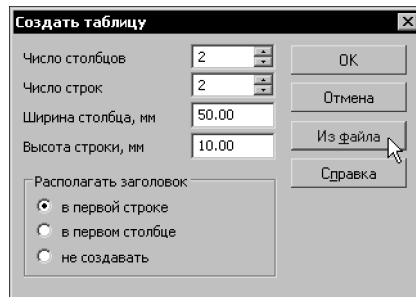 Создать таблицу
Число столбцов 2 OK
Число строк 2 Отмена
Ширина столбца, мм 50.00
Из файла
Высота строки, мм 10.00
Справка
Располагать заголовок
в первой строке
в первом столбце
не создавать